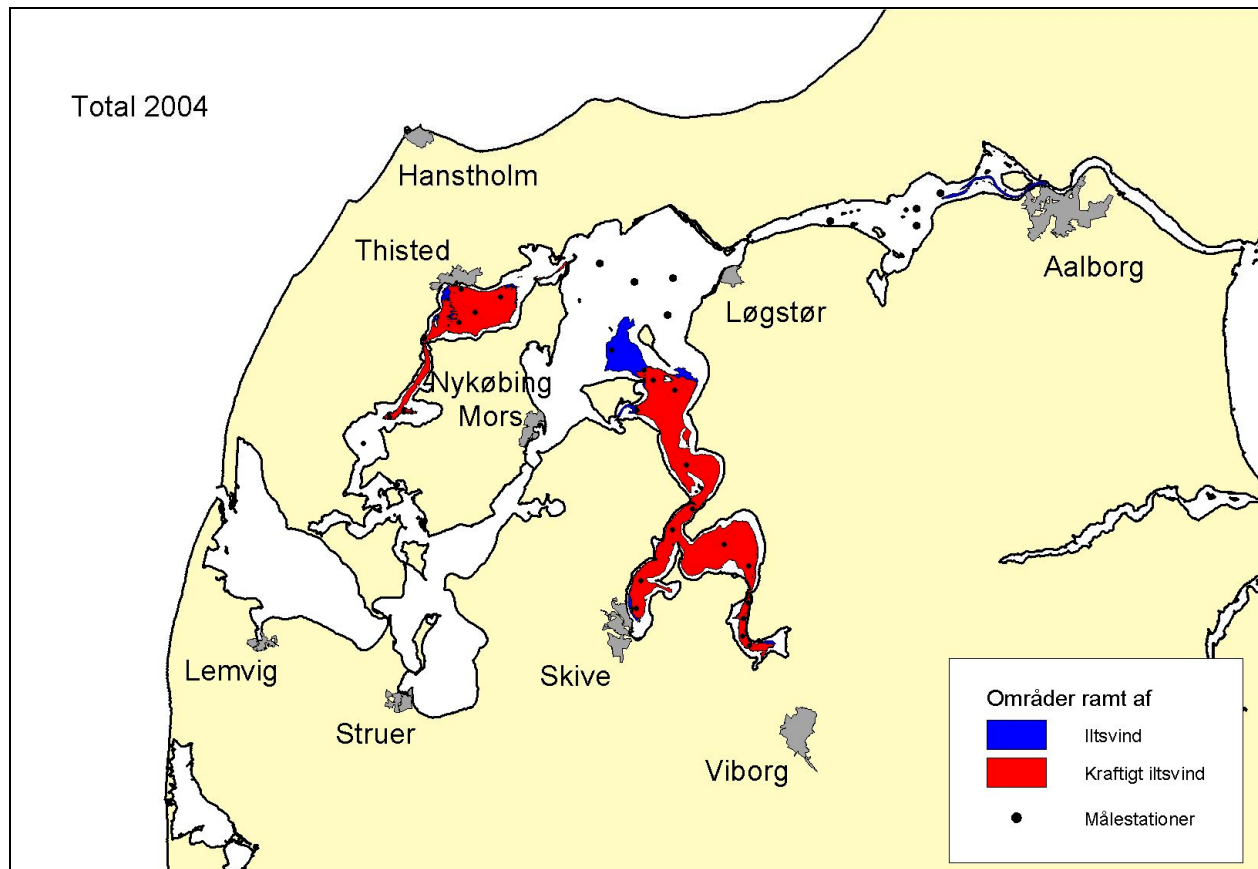 Total 2004
Hanstholm
Thisted
Aalborg
Løgstør
Nykøbing
Mors
Lemvig
Skive
Struer
Viborg
Områder ramt af
Iltsvind
Kraftigt iltsvind
Målestationer